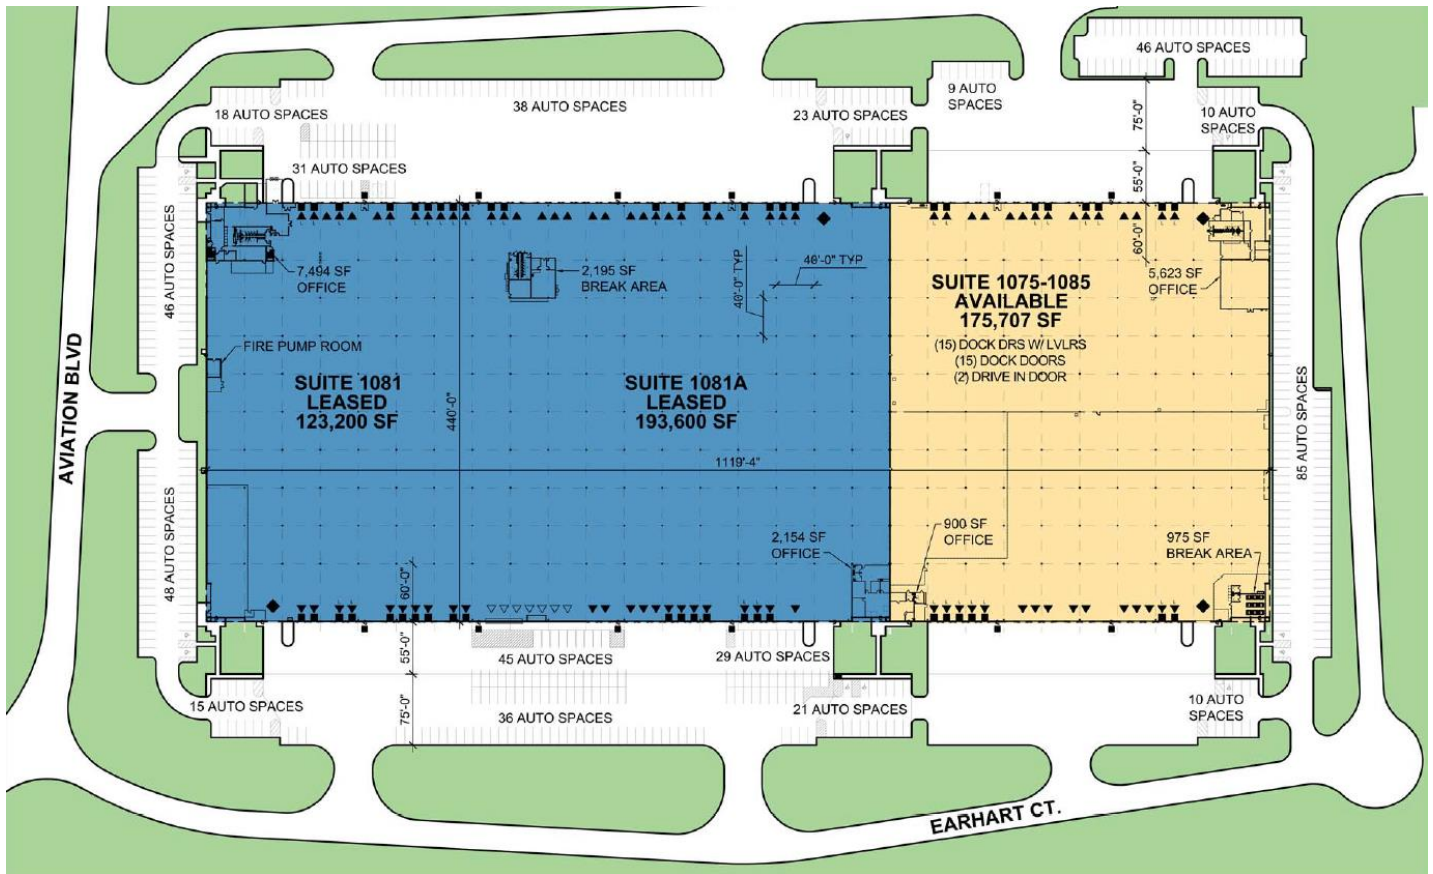 46 AUTO SPACES
9 AUTO
SPACES
38 AUTO SPACES
18 AUTO SPACES
23 AUTO SPACES
10 AUTO
SPACES
75'-0"
31 AUTO SPACES
55'-0"
46 AUTO SPACES
60'-0"
7,494 SF
OFFICE
2,195 SF
BREAK AREA
40'-0" TYP
40'-0" TYP
SUITE 1075-1085
AVAILABLE
175,707 SF
(15) DOCK DRS W/ LVLRS
(15) DOCK DOORS
(2) DRIVE IN DOOR
5,623 SF
OFFICE
FIRE PUMP ROOM
AVIATION BLVD
SUITE 1081
LEASED
123,200 SF
440'-0"
SUITE 1081A
LEASED
193,600 SF
85 AUTO SPACES
1119'-4"
48 AUTO SPACES
2,154 SF
OFFICE
900 SF
OFFICE
975 SF
BREAK AREA
60'-0"
55'-0"
45 AUTO SPACES
29 AUTO SPACES
15 AUTO SPACES
75'-0"
36 AUTO SPACES
21 AUTO SPACES
10 AUTO
SPACES
EARHART CT.